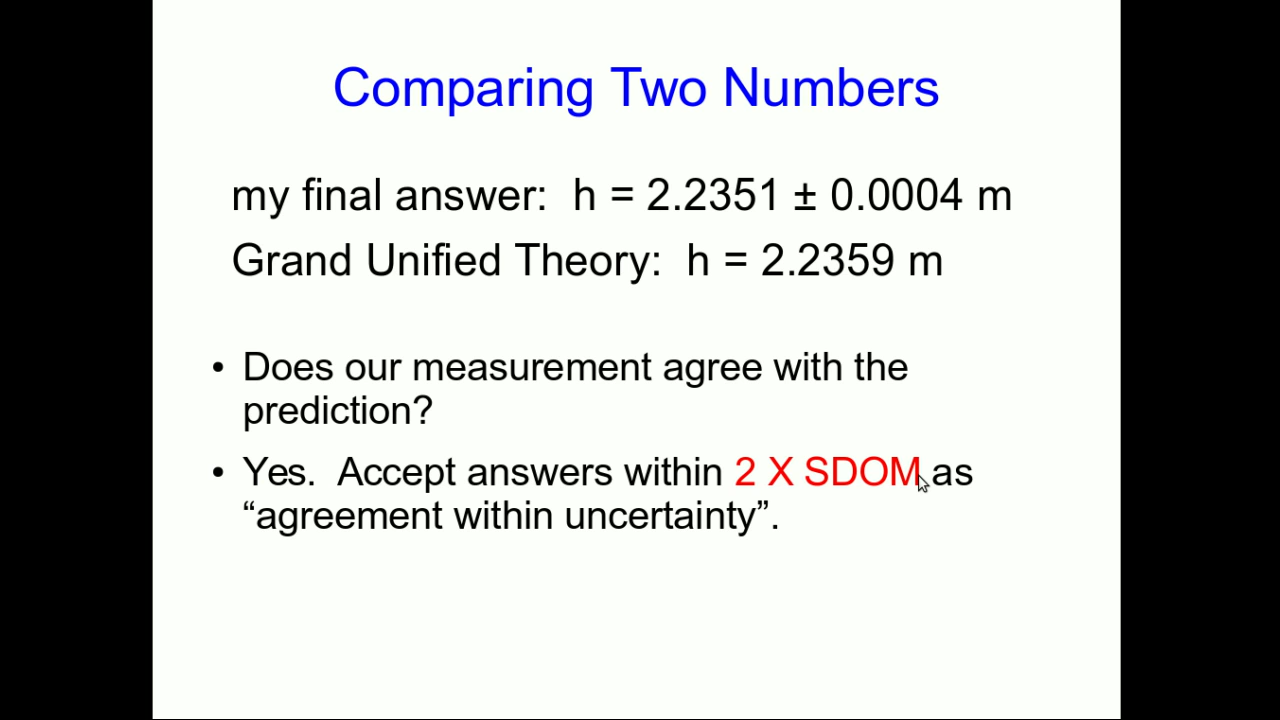 Comparing Two Numbers
my final answer:  h = 2.2351 ± 0.0004 m
Grand Unified Theory:  h = 2.2359 m
• Does our measurement agree with the
prediction?
• Yes.  Accept answers within 2 X SDOM as
“agreement within uncertainty”.